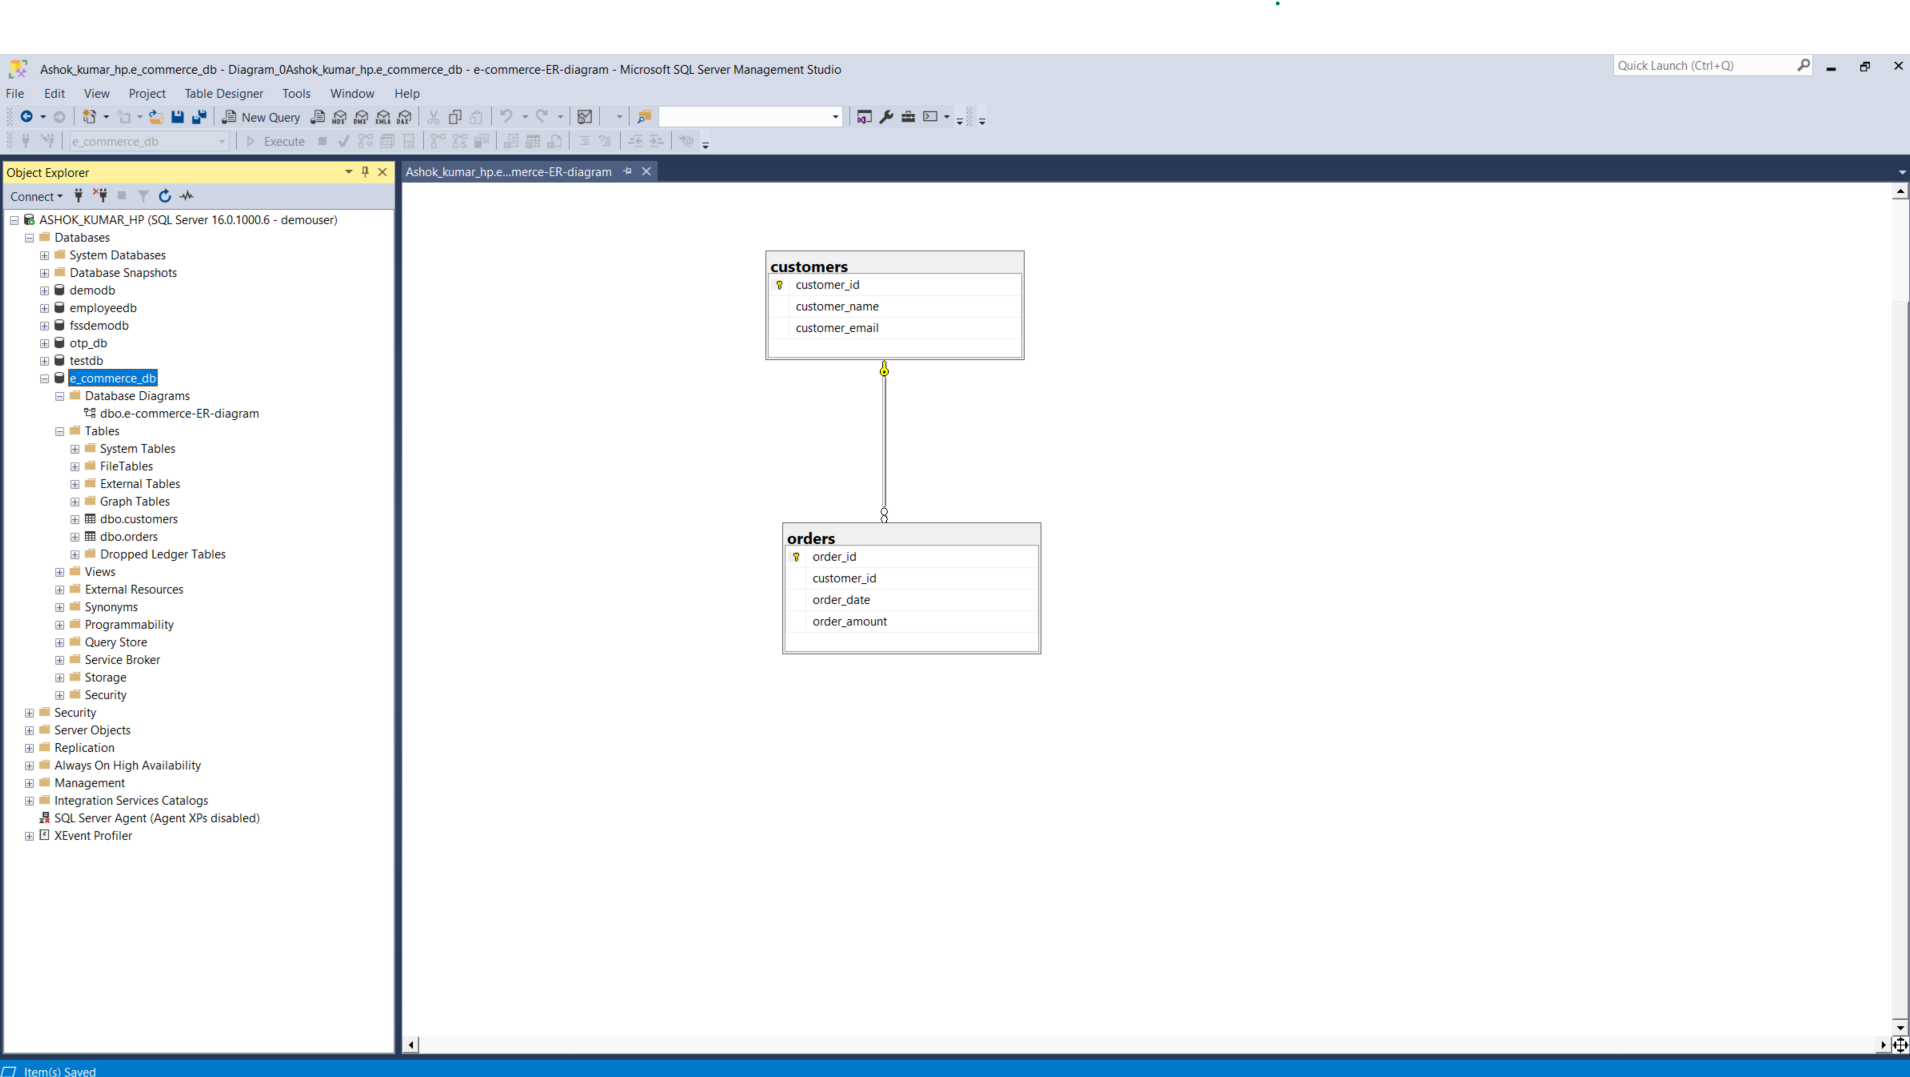 Ashok_kumar_hp.e_commerce_db - Diagram_0Ashok_kumar_hp.e_commerce_db - e-commerce-ER-diagram - Microsoft SQL Server Management Studio
Quick Launch (Ctrl+Q)
File Edit View Project Table Designer Tools Window Help
New Query MDX DMX XMLA DAX
e_commerce_db Execute
Object Explorer
Ashok_kumar_hp.e...merce-ER-diagram
Connect
ASHOK_KUMAR_HP (SQL Server 16.0.1000.6 - demouser)
Databases
System Databases
Database Snapshots
demodb
employeedb
fssdemodb
otp_db
testdb
e_commerce_db
Database Diagrams
dbo.e-commerce-ER-diagram
Tables
System Tables
FileTables
External Tables
Graph Tables
dbo.customers
dbo.orders
Dropped Ledger Tables
Views
External Resources
Synonyms
Programmability
Query Store
Service Broker
Storage
Security
Security
Server Objects
Replication
Always On High Availability
Management
Integration Services Catalogs
SQL Server Agent (Agent XPs disabled)
XEvent Profiler
customers
customer_id
customer_name
customer_email
orders
order_id
customer_id
order_date
order_amount
Item(s) Saved